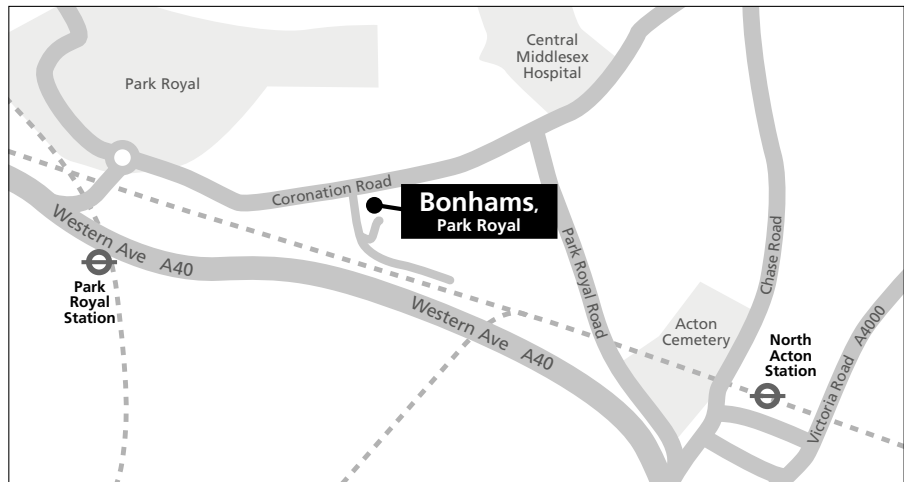 Central
Middlesex
Hospital
Park Royal
Coronation Road
Bonhams,
Park Royal
Western Ave A40
Park
Royal
Station
Park Royal Road
Chase Road
Western Ave A40
Acton
Cemetery
North
Acton
Station
Victoria Road A4000